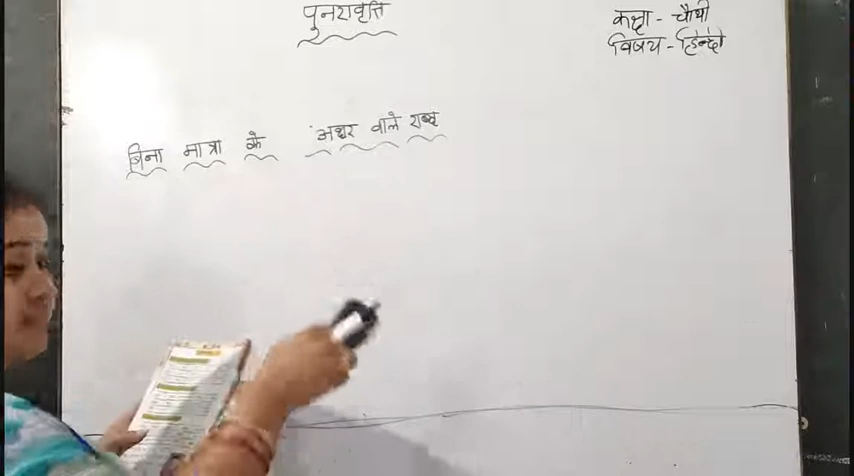 पुनरावृत्ति
कक्षा - चौथी
विषय - हिन्दी
बिना मात्रा के अक्षर वाले शब्द